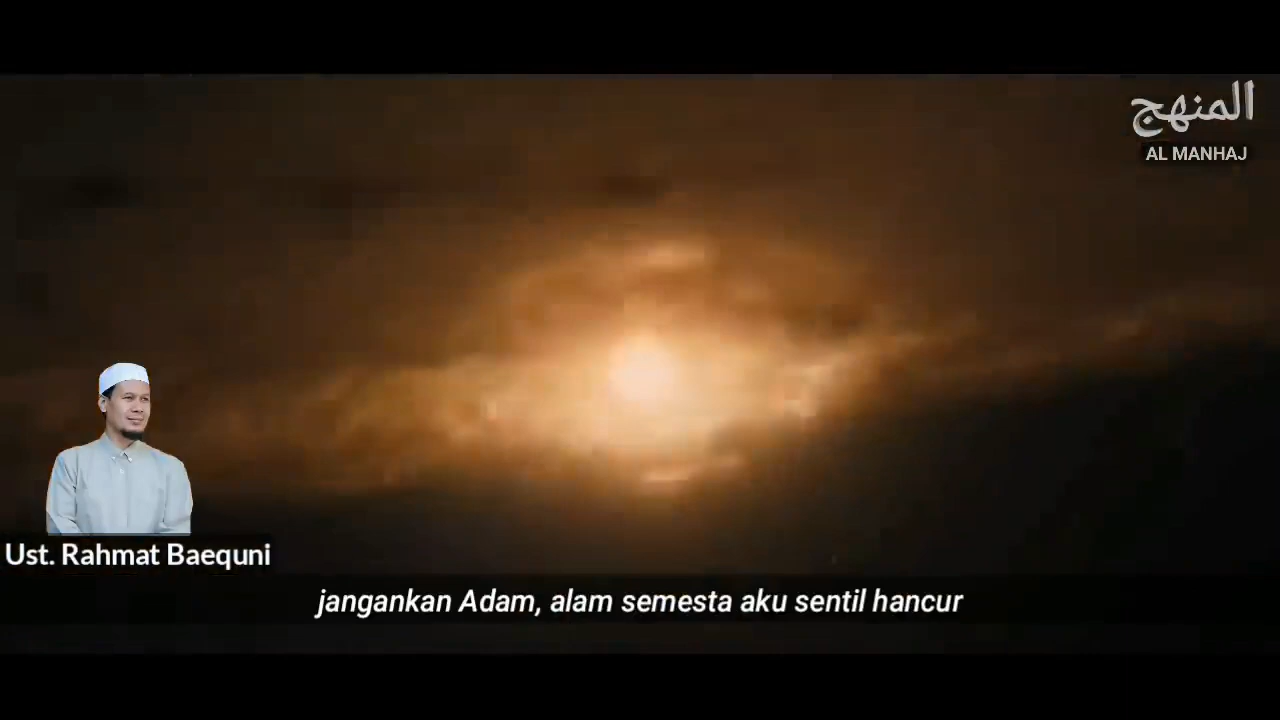 المنهج
AL MANHAJ
Ust. Rahmat Baequni
jangankan Adam, alam semesta aku sentil hancur